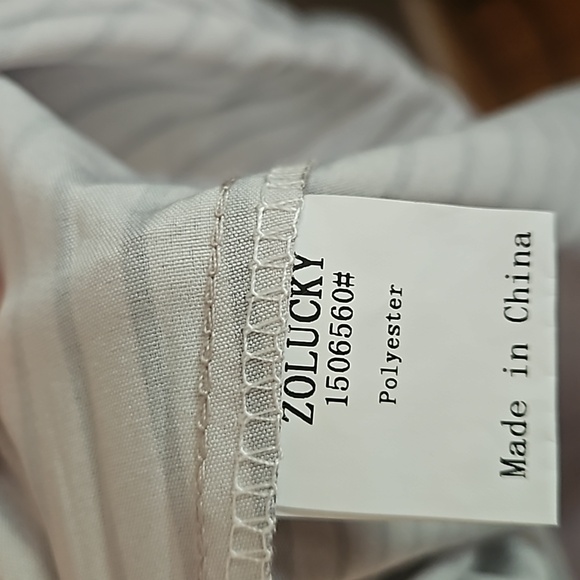 ZOLUCKY
1506560#
Polyester
Made in China